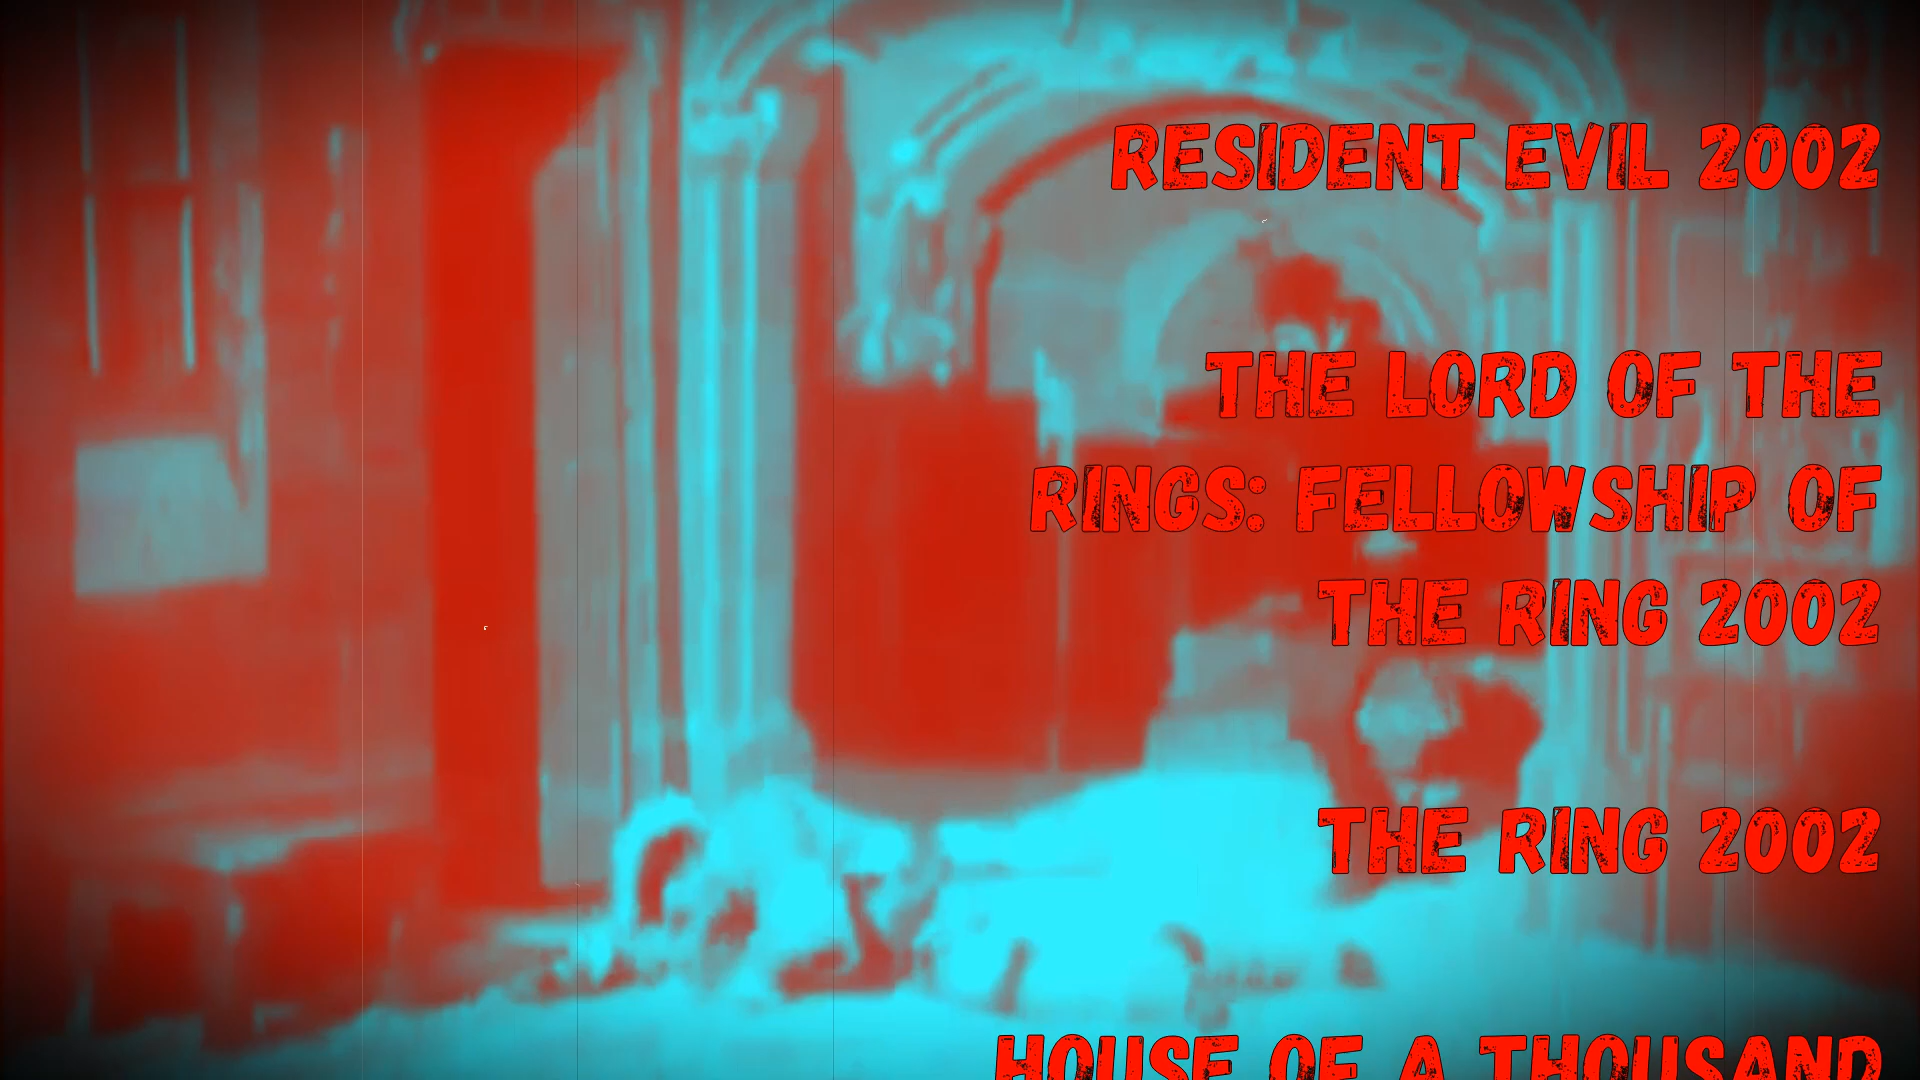 RESIDENT EVIL 2002
THE LORD OF THE
RINGS: FELLOWSHIP OF
THE RING 2002
THE RING 2002
HOUSE OF A THOUSAND